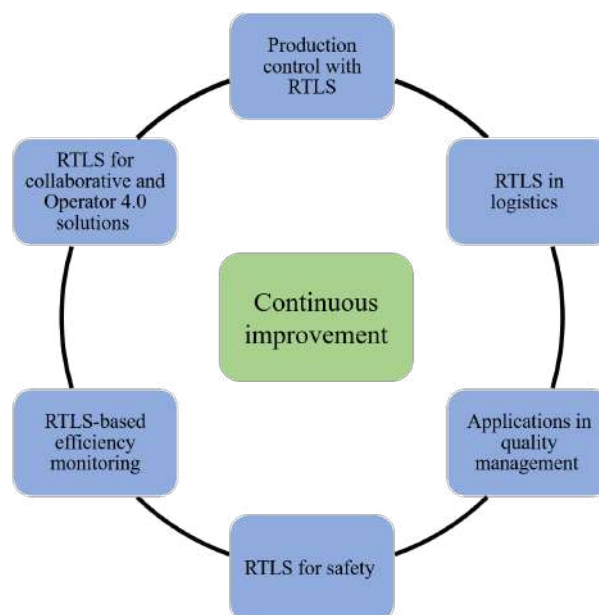 Production
control with
RTLS
RTLS for
collaborative and
Operator 4.0
solutions
RTLS in
logistics
Continuous
improvement
RTLS-based
efficiency
monitoring
Applications in
quality
management
RTLS for safety